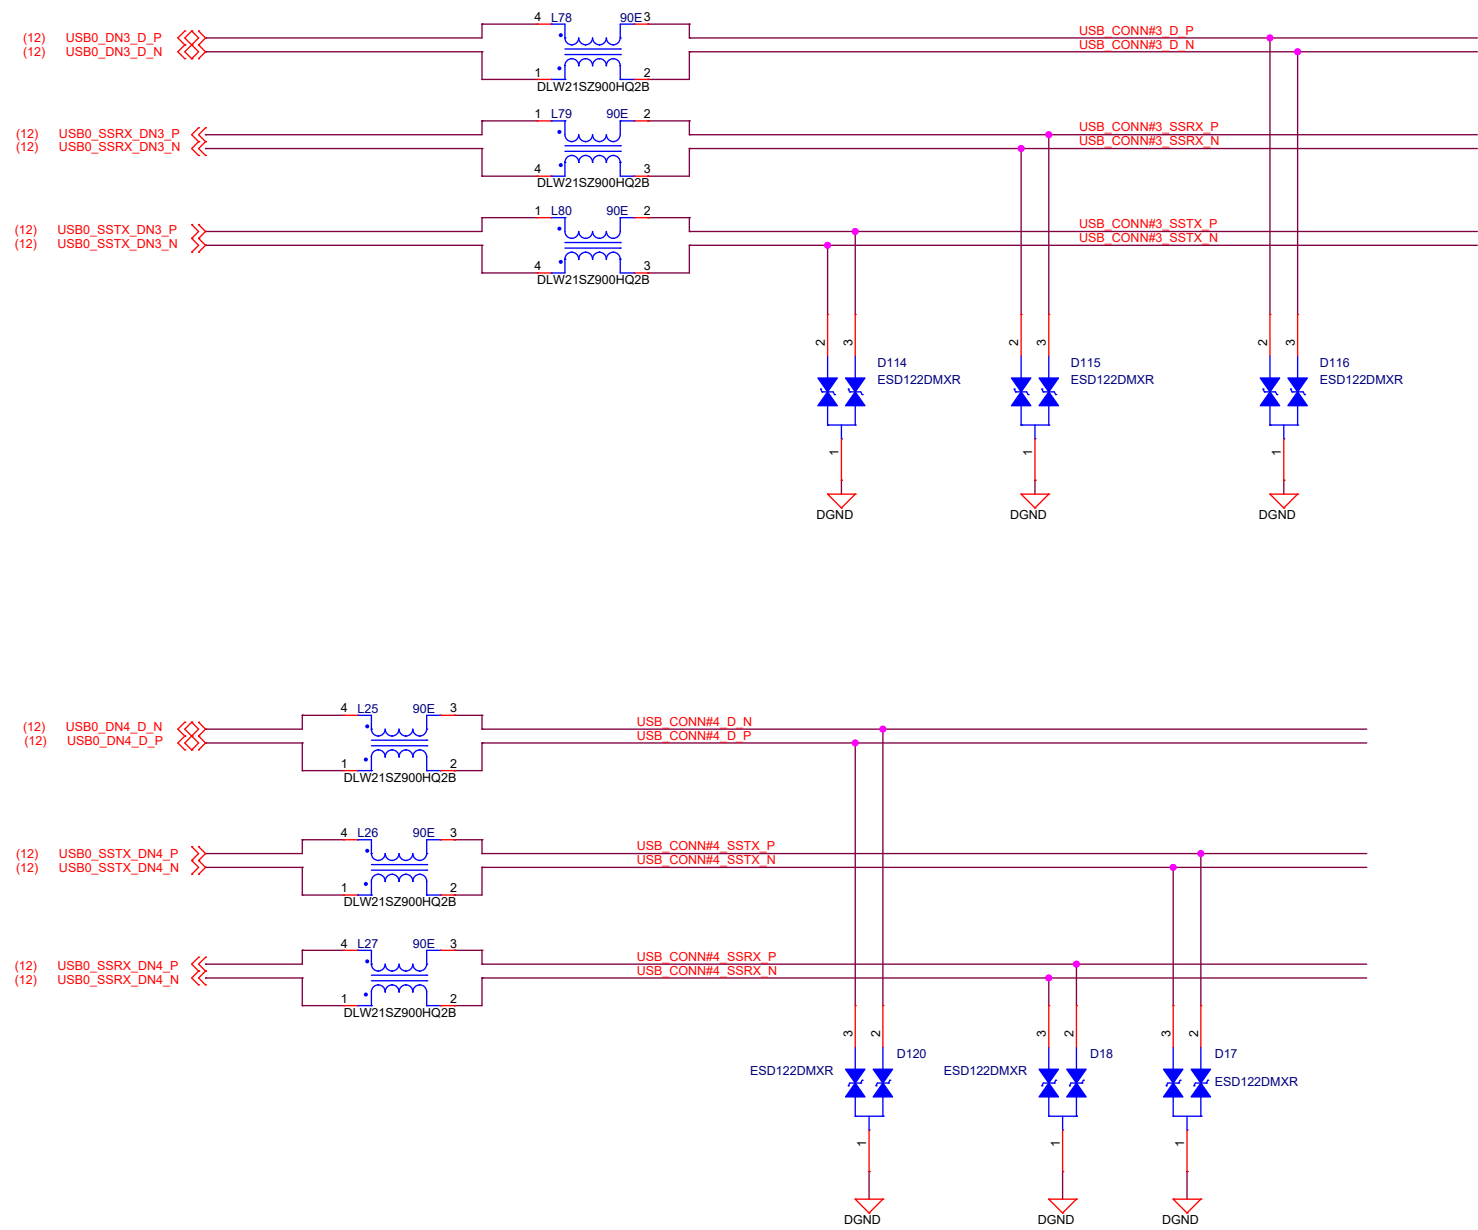 4 L78 90E 3
(12) USB0_DN3_D_P USB_CONN#3_D_P
(12) USB0_DN3_D_N USB_CONN#3_D_N
1 2
DLW21SZ900HQ2B
1 L79 90E 2
(12) USB0_SSRX_DN3_P USB_CONN#3_SSRX_P
(12) USB0_SSRX_DN3_N USB_CONN#3_SSRX_N
4 3
DLW21SZ900HQ2B
1 L80 90E 2
(12) USB0_SSTX_DN3_P USB_CONN#3_SSTX_P
(12) USB0_SSTX_DN3_N USB_CONN#3_SSTX_N
4 3
DLW21SZ900HQ2B
2 3 2 3 2 3
D114 D115 D116
ESD122DMXR ESD122DMXR ESD122DMXR
1 1 1
DGND DGND DGND
4 L25 90E 3
(12) USB0_DN4_D_N USB_CONN#4_D_N
(12) USB0_DN4_D_P USB_CONN#4_D_P
1 2
DLW21SZ900HQ2B
4 L26 90E 3
(12) USB0_SSTX_DN4_P USB_CONN#4_SSTX_P
(12) USB0_SSTX_DN4_N USB_CONN#4_SSTX_N
1 2
DLW21SZ900HQ2B
4 L27 90E 3
(12) USB0_SSRX_DN4_P USB_CONN#4_SSRX_P
(12) USB0_SSRX_DN4_N USB_CONN#4_SSRX_N
1 2
DLW21SZ900HQ2B
3 2 3 2 3 2
D120 D18 D17
ESD122DMXR ESD122DMXR ESD122DMXR
1 1 1
DGND DGND DGND